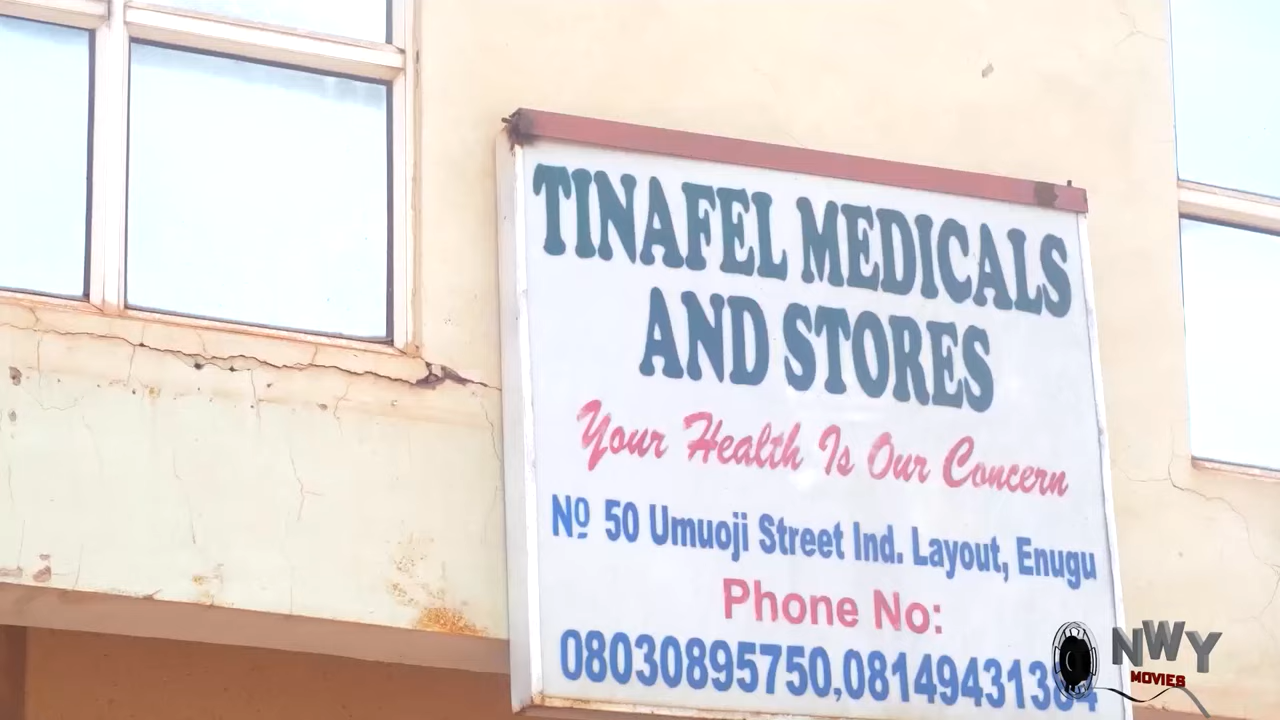 TINAFEL MEDICALS
AND STORES
Your Health Is Our Concern
Nº 50 Umuoji Street Ind. Layout, Enugu
Phone No:
08030895750,
NWY
MOVIES